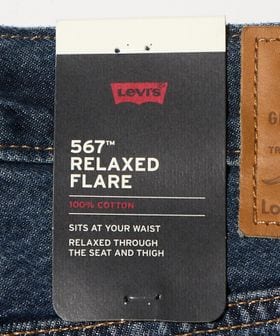 Levi's
567™
RELAXED
FLARE
100% COTTON
SITS AT YOUR WAIST
RELAXED THROUGH
THE SEAT AND THIGH